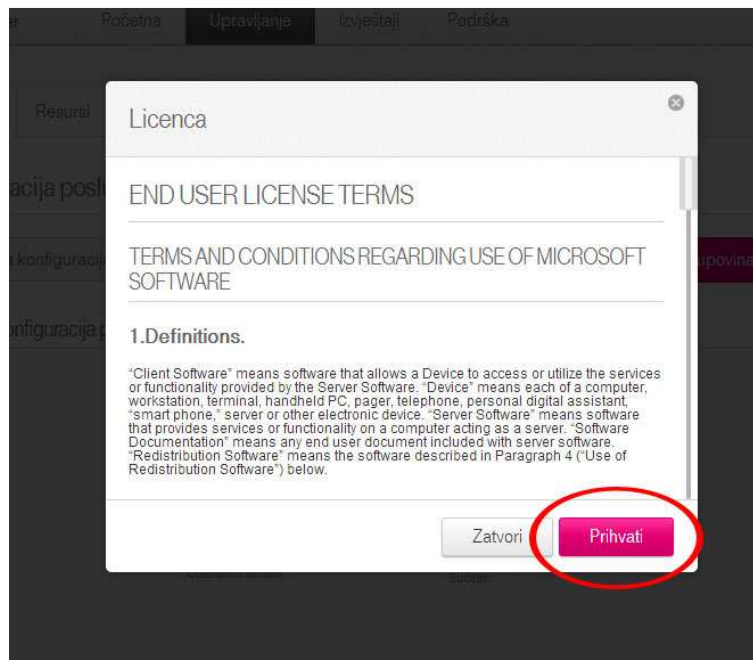 Početna Upravljanje Izvještaji Podrška
Resursi
Licenca
END USER LICENSE TERMS
acija posl
TERMS AND CONDITIONS REGARDING USE OF MICROSOFT
SOFTWARE
konfiguracij
upovina
nfiguracija p
1.Definitions.
“Client Software” means software that allows a Device to access or utilize the services
or functionality provided by the Server Software. “Device” means each of a computer,
workstation, terminal, handheld PC, pager, telephone, personal digital assistant,
“smart phone,” server or other electronic device. “Server Software” means software
that provides services or functionality on a computer acting as a server. “Software
Documentation” means any end user document included with server software.
“Redistribution Software” means the software described in Paragraph 4 (“Use of
Redistribution Software”) below.
Zatvori Prihvati